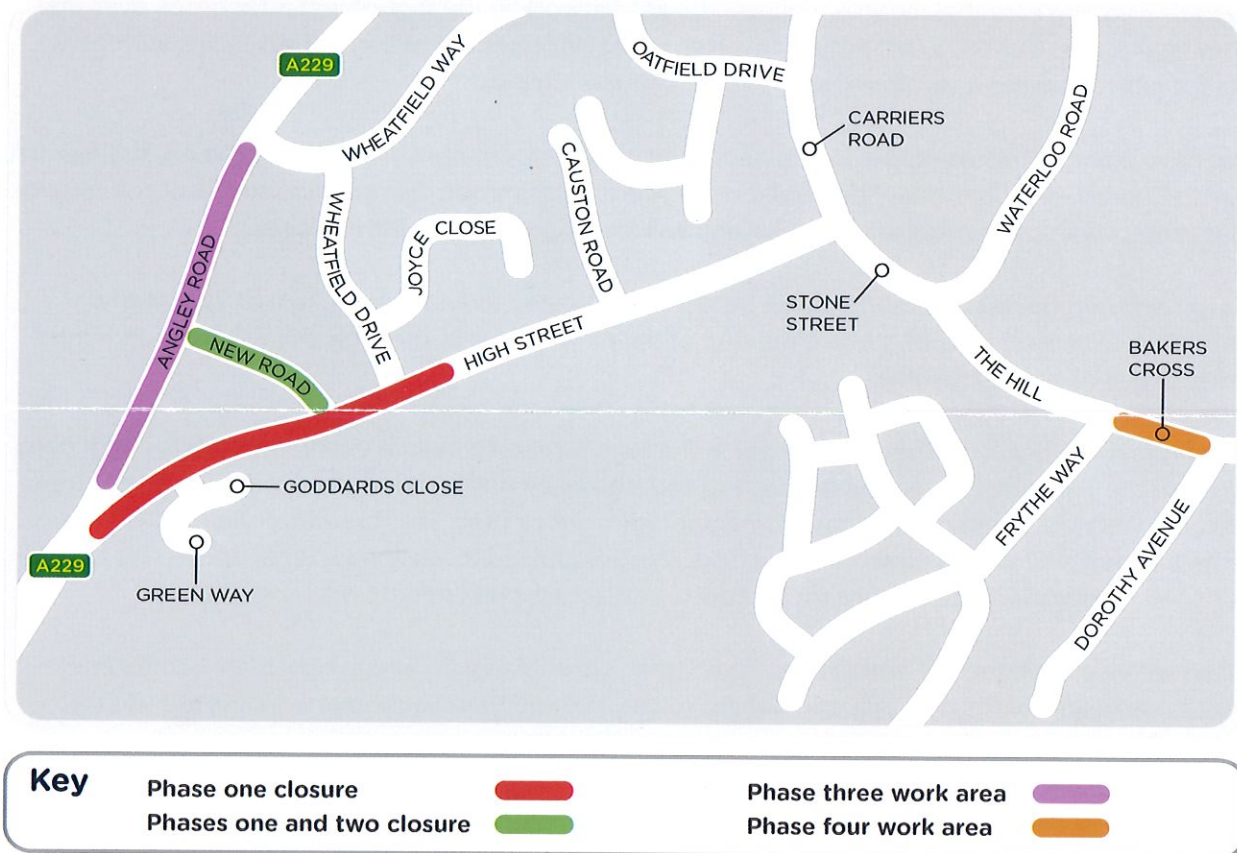 A229
WHEATFIELD WAY
OATFIELD DRIVE
CARRIERS
ROAD
WATERLOO ROAD
CAUSTON ROAD
WHEATFIELD DRIVE
JOYCE CLOSE
ANGLEY ROAD
STONE
STREET
NEW ROAD
HIGH STREET
THE HILL
BAKERS
CROSS
GODDARDS CLOSE
FRYTHE WAY
DOROTHY AVENUE
A229
GREEN WAY
Key
Phase one closure
Phases one and two closure
Phase three work area
Phase four work area